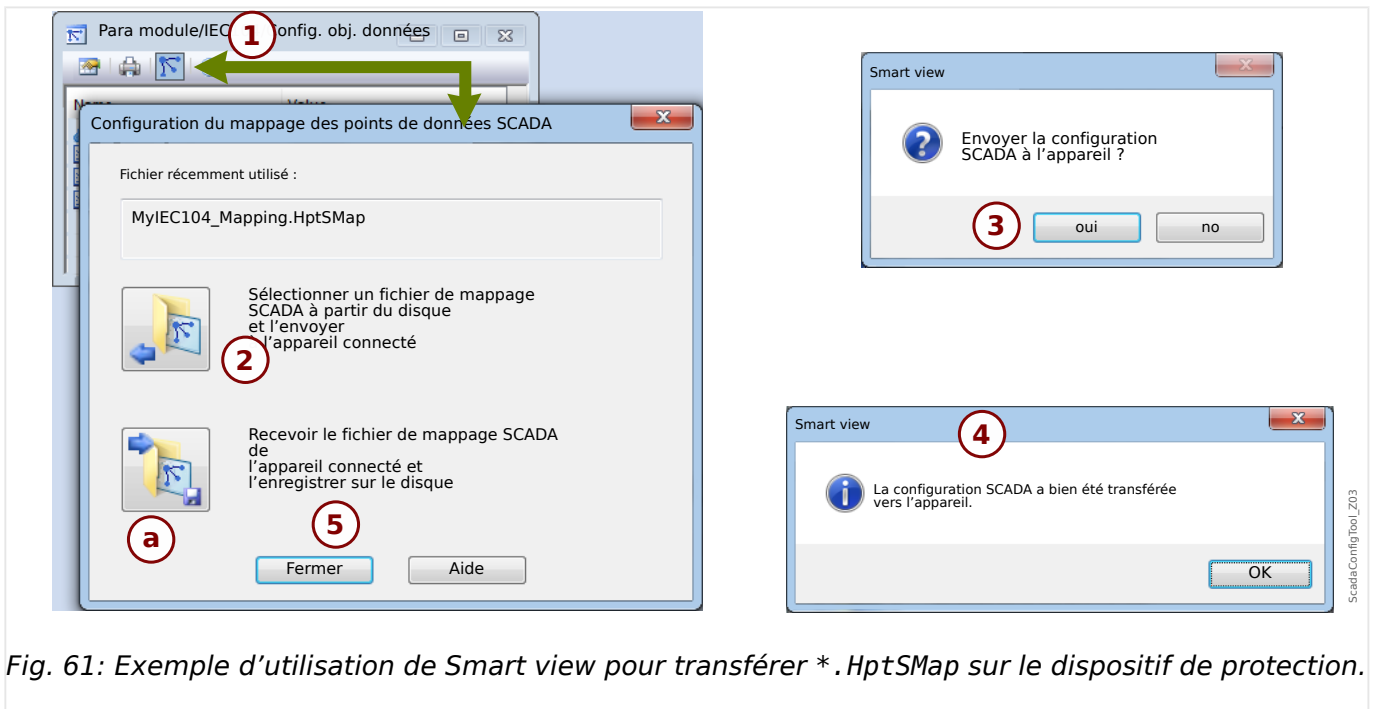 Para module/IEC
1
onfig. obj. données
Configuration du mappage des points de données SCADA
Fichier récemment utilisé :
MyIEC104_Mapping.HptSMap
Sélectionner un fichier de mappage
SCADA à partir du disque
et l’envoyer
l’appareil connecté
2
Recevoir le fichier de mappage SCADA
de
l’appareil connecté et
l’enregistrer sur le disque
a
5
Fermer
Aide
Smart view
Envoyer la configuration
SCADA à l’appareil ?
3
oui
no
Smart view
4
La configuration SCADA a bien été transférée
vers l’appareil.
OK
ScadaConfigTool_Z03
Fig. 61: Exemple d’utilisation de Smart view pour transférer *.HptSMap sur le dispositif de protection.